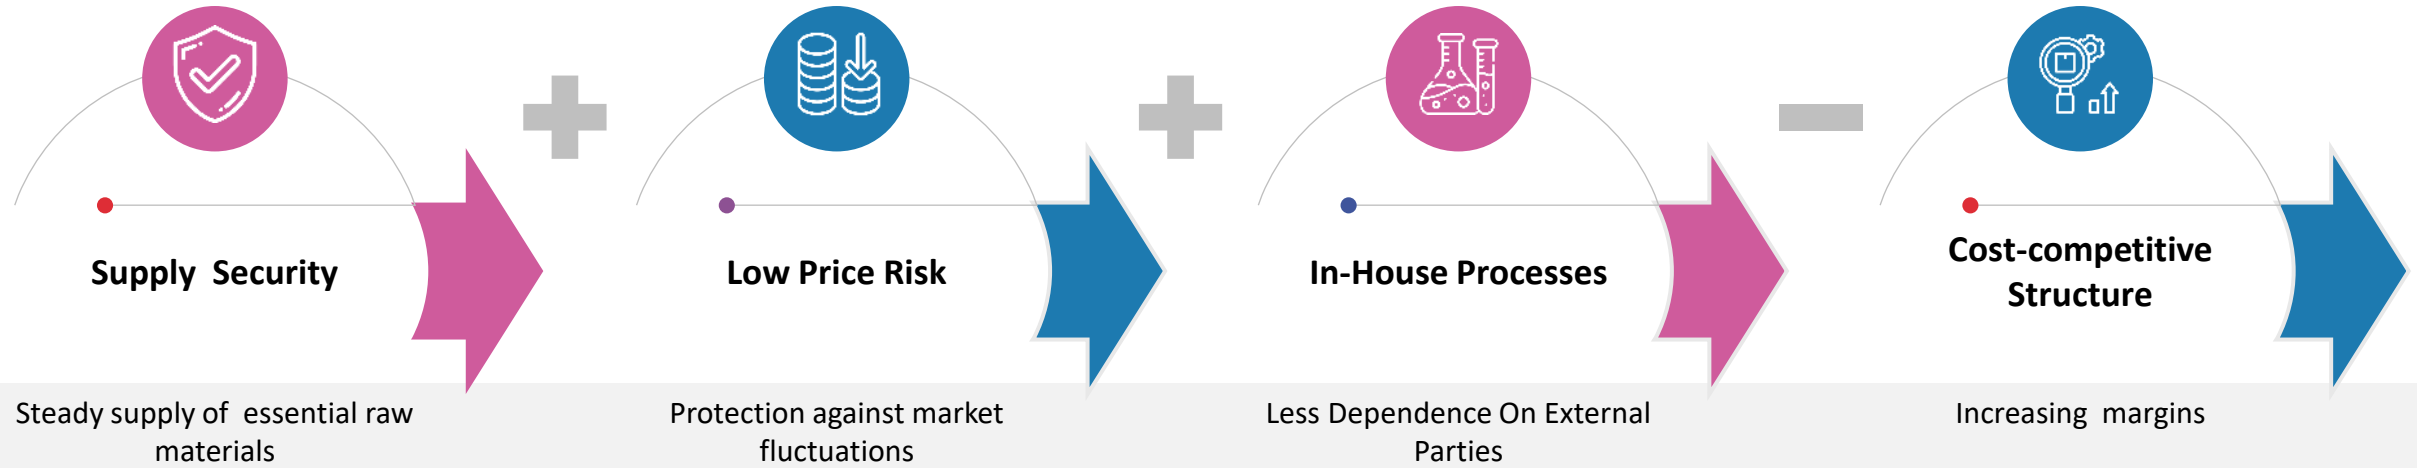 Supply Security
Low Price Risk
In-House Processes
Cost-competitive
Structure
Steady supply of essential raw
materials
Protection against market
fluctuations
Less Dependence On External
Parties
Increasing margins